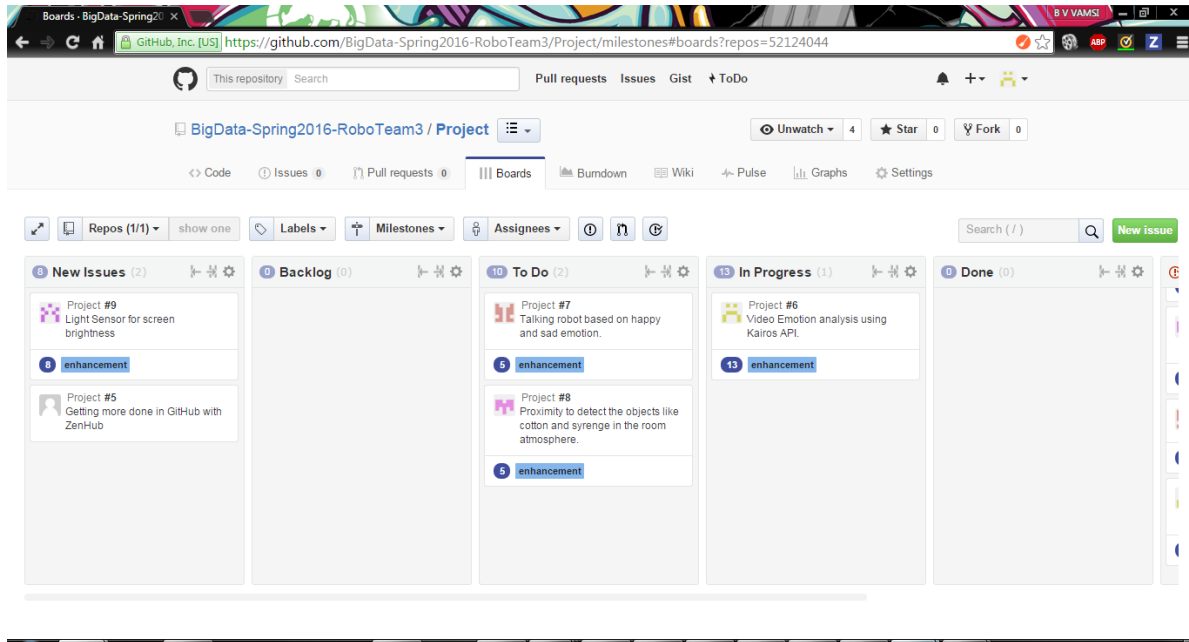 Boards · BigData-Spring20
B V VAMSI
GitHub, Inc. [US] https://github.com/BigData-Spring2016-RoboTeam3/Project/milestones#boards?repos=52124044
ABP
Z
This repository Search
Pull requests Issues Gist ToDo
BigData-Spring2016-RoboTeam3 / Project
Unwatch 4 Star 0 Fork 0
Code Issues 0 Pull requests 0 Boards Burndown Wiki Pulse Graphs Settings
Repos (1/1) show one Labels Milestones Assignees Search ( / ) New issue
8 New Issues (2)
Project #9
Light Sensor for screen
brightness
8 enhancement
Project #5
Getting more done in GitHub with
ZenHub
0 Backlog (0)
10 To Do (2)
Project #7
Talking robot based on happy
and sad emotion.
5 enhancement
Project #8
Proximity to detect the objects like
cotton and syrenge in the room
atmosphere.
5 enhancement
13 In Progress (1)
Project #6
Video Emotion analysis using
Kairos API.
13 enhancement
0 Done (0)